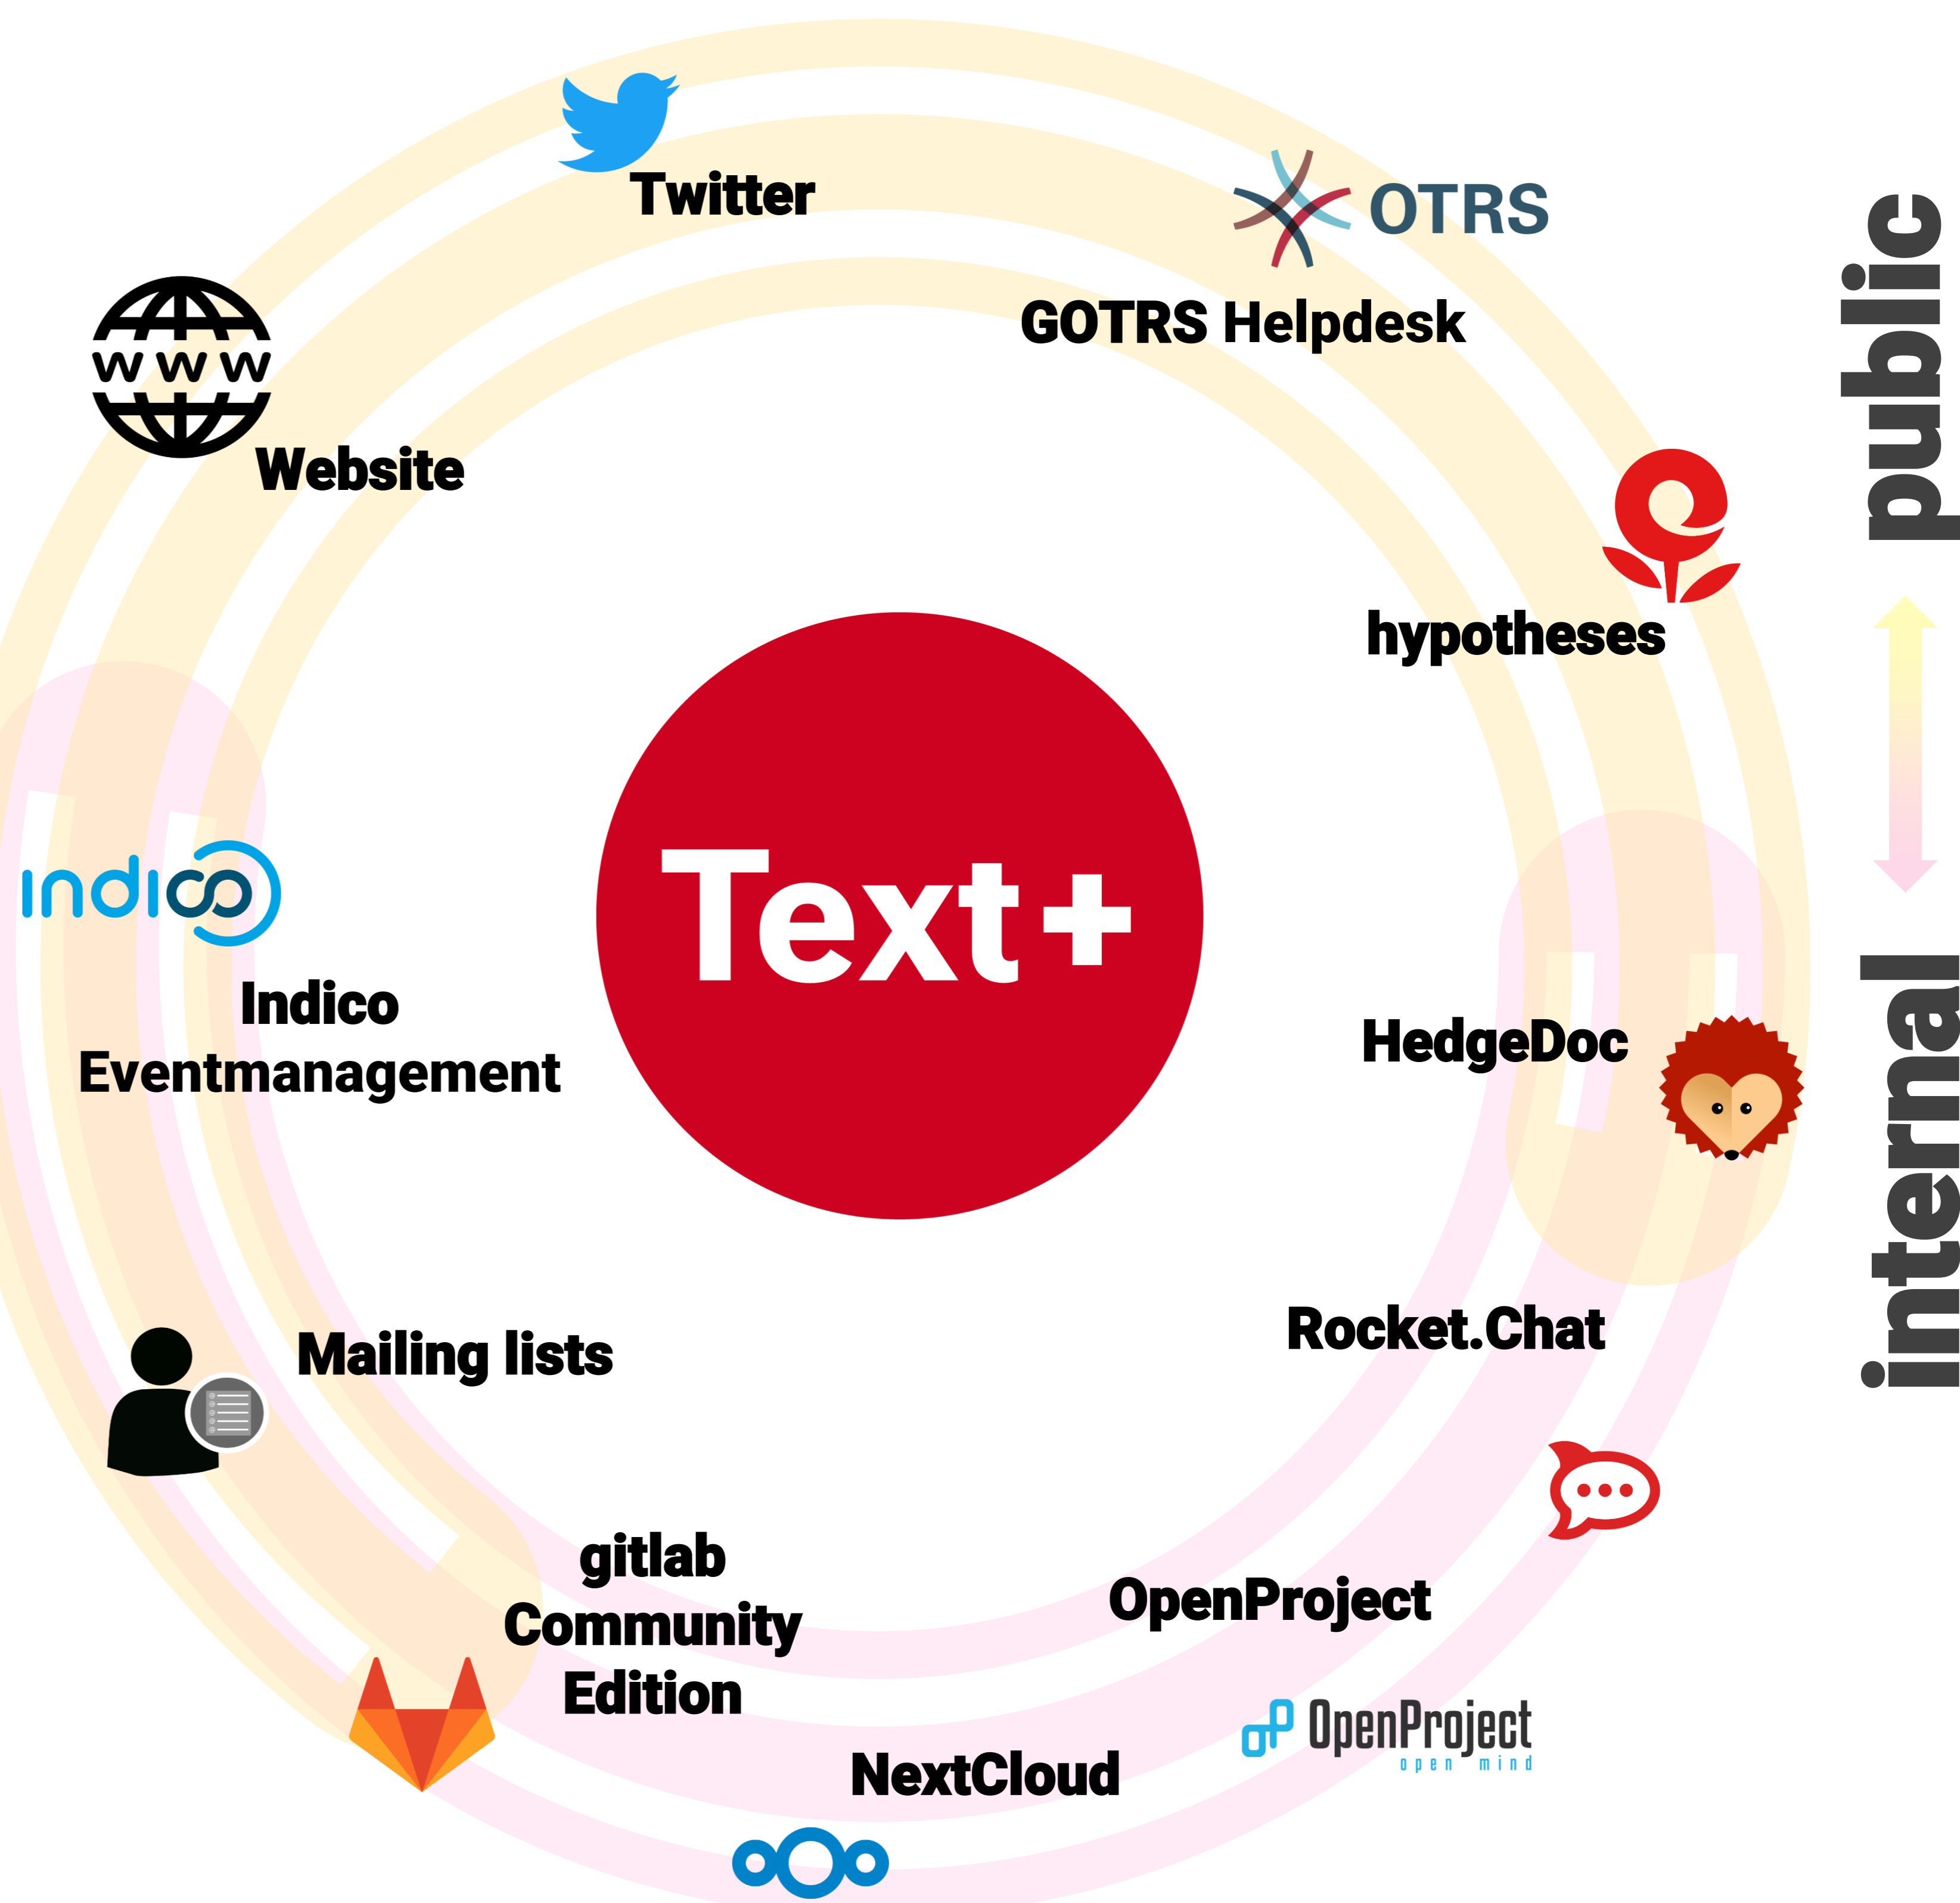 Twitter
OTRS
GOTRS Helpdesk
public
www
Website
hypotheses
Text+
indico
Indico
Eventmanagement
HedgeDoc
internal
Rocket.Chat
Mailing lists
gitlab
Community
Edition
OpenProject
OpenProject
open mind
NextCloud